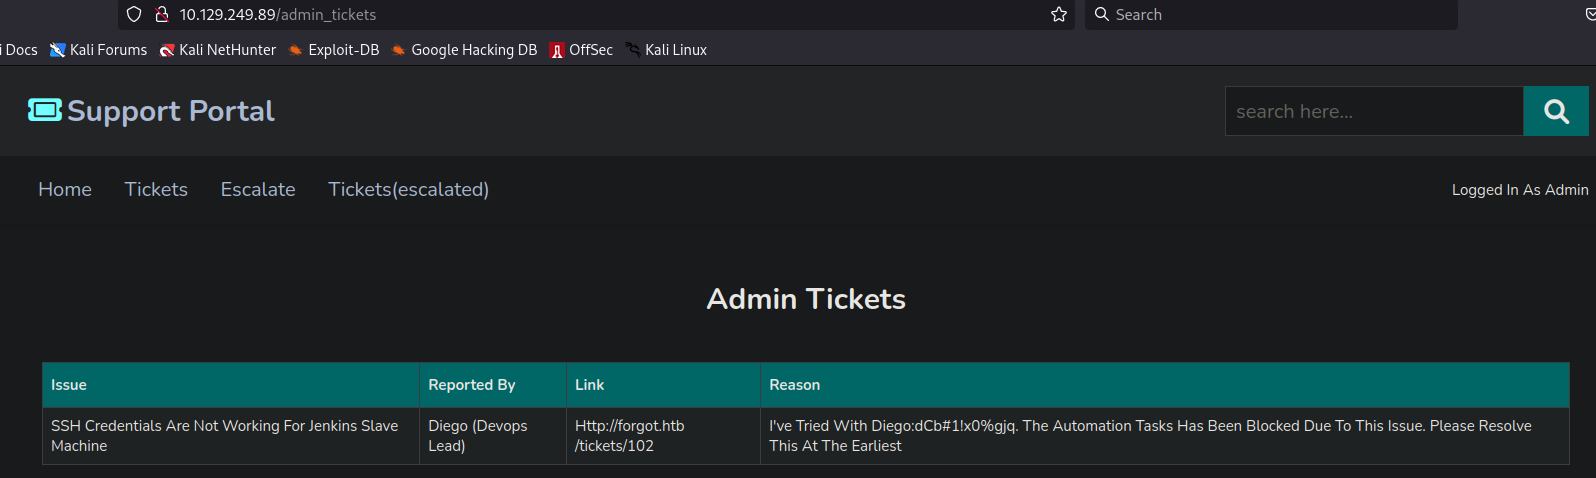 10.129.249.89/admin_tickets
Search
i Docs
Kali Forums
Kali NetHunter
Exploit-DB
Google Hacking DB
OffSec
Kali Linux
Support Portal
search here...
Home
Tickets
Escalate
Tickets(escalated)
Logged In As Admin
Admin Tickets
Issue
Reported By
Link
Reason
SSH Credentials Are Not Working For Jenkins Slave
Machine
Diego (Devops
Lead)
Http://forgot.htb
/tickets/102
I've Tried With Diego:dCb#1!x0%gjq. The Automation Tasks Has Been Blocked Due To This Issue. Please Resolve
This At The Earliest